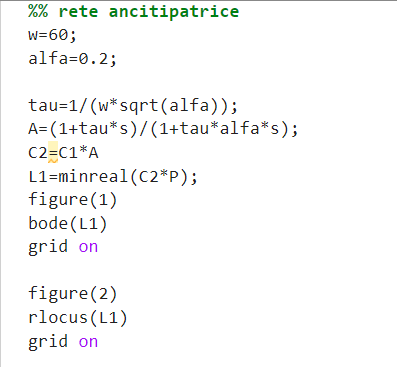 %% rete ancitipatrice
w=60;
alfa=0.2;
tau=1/(w*sqrt(alfa));
A=(1+tau*s)/(1+tau*alfa*s);
C2=C1*A
L1=minreal(C2*P);
figure(1)
bode(L1)
grid on
figure(2)
rlocus(L1)
grid on